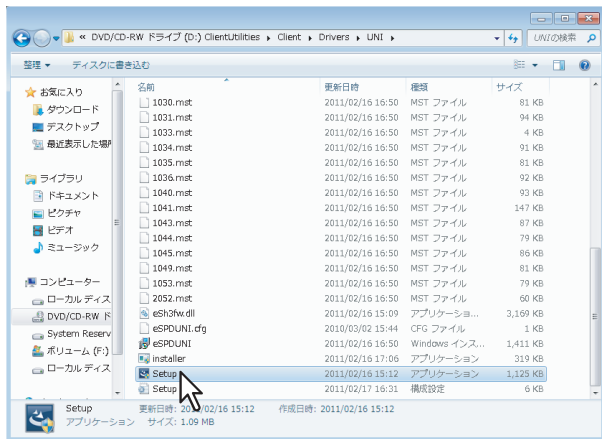 « DVD/CD-RW ドライブ (D:) ClientUtilities ▸ Client ▸ Drivers ▸ UNI ▸ UNIの検索
整理 ▼ ディスクに書き込む
お気に入り
ダウンロード
デスクトップ
最近表示した場所
ライブラリ
ドキュメント
ピクチャ
ビデオ
ミュージック
コンピューター
ローカル ディス
DVD/CD-RW ド
System Reserv
ボリューム (F:)
ローカル ディス
名前 更新日時 種類 サイズ
1030.mst 2011/02/16 16:50 MST ファイル 81 KB
1031.mst 2011/02/16 16:50 MST ファイル 94 KB
1033.mst 2011/02/16 16:50 MST ファイル 4 KB
1034.mst 2011/02/16 16:50 MST ファイル 91 KB
1035.mst 2011/02/16 16:50 MST ファイル 81 KB
1036.mst 2011/02/16 16:50 MST ファイル 92 KB
1040.mst 2011/02/16 16:50 MST ファイル 93 KB
1041.mst 2011/02/16 16:50 MST ファイル 147 KB
1043.mst 2011/02/16 16:50 MST ファイル 87 KB
1044.mst 2011/02/16 16:50 MST ファイル 79 KB
1045.mst 2011/02/16 16:50 MST ファイル 86 KB
1049.mst 2011/02/16 16:50 MST ファイル 81 KB
1053.mst 2011/02/16 16:50 MST ファイル 79 KB
2052.mst 2011/02/16 16:50 MST ファイル 60 KB
eSh3fw.dll 2011/02/16 15:09 アプリケーショ... 3,169 KB
eSPDUNI.cfg 2010/03/02 15:44 CFG ファイル 1 KB
eSPDUNI 2011/02/16 16:50 Windows インス... 1,411 KB
installer 2011/02/16 17:06 アプリケーション 319 KB
Setup 2011/02/16 15:12 アプリケーション 1,125 KB
Setup 2011/02/17 16:31 構成設定 6 KB
Setup 更新日時: 2011/02/16 15:12 作成日時: 2011/02/16 15:12
アプリケーション サイズ: 1.09 MB